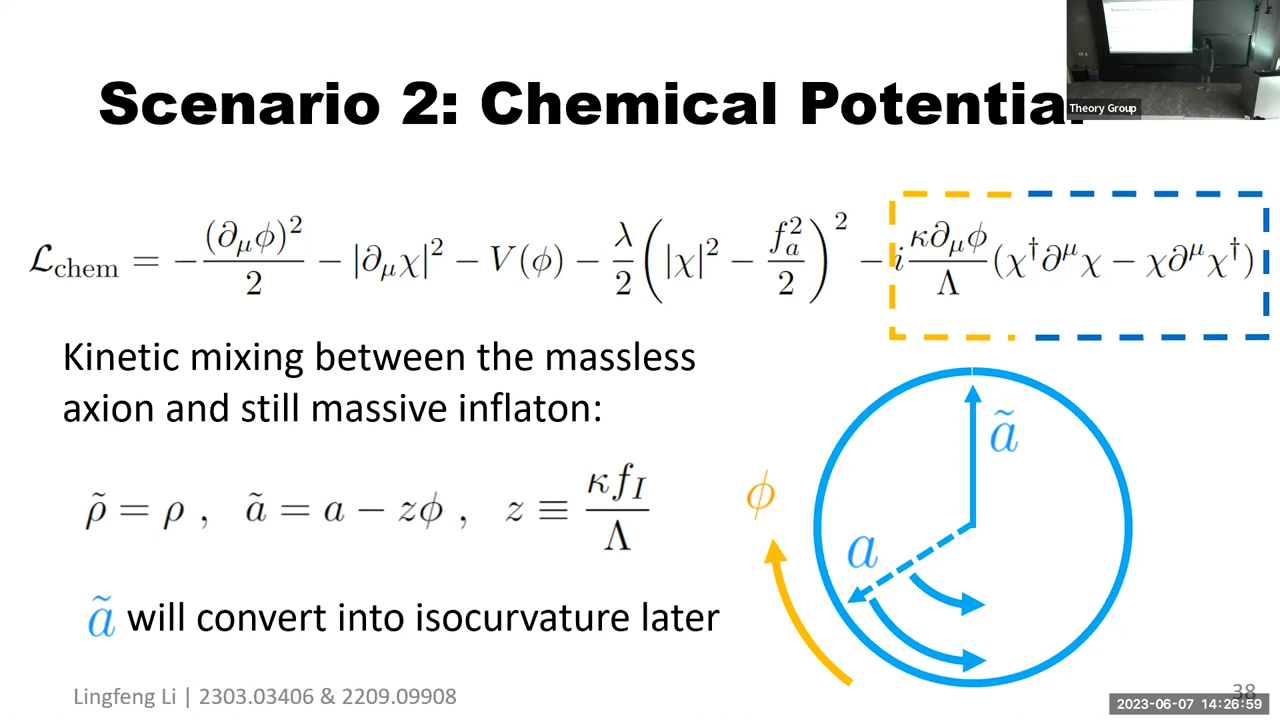 Scenario 2: Chemical Potential
Theory Group
ℒ_chem = −(∂_μφ)²/2 − |∂_μχ|² − V(φ) − λ/2(|χ|² − f_a²/2)² − i κ∂_μφ/Λ (χ†∂^μχ − χ∂^μχ†)
Kinetic mixing between the massless
axion and still massive inflaton:
ρ̃ = ρ , ã = a − zφ , z ≡ κf_I/Λ
ã
φ
a
ã will convert into isocurvature later
Lingfeng Li | 2303.03406 & 2209.09908
38
2023-06-07 14:26:59